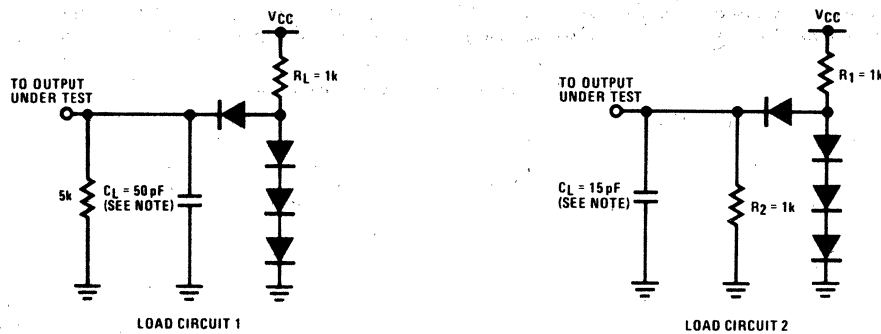 VCC
RL = 1k
TO OUTPUT
UNDER TEST
5k
CL = 50 pF
(SEE NOTE)
LOAD CIRCUIT 1
VCC
R1 = 1k
TO OUTPUT
UNDER TEST
CL = 15 pF
(SEE NOTE)
R2 = 1k
LOAD CIRCUIT 2